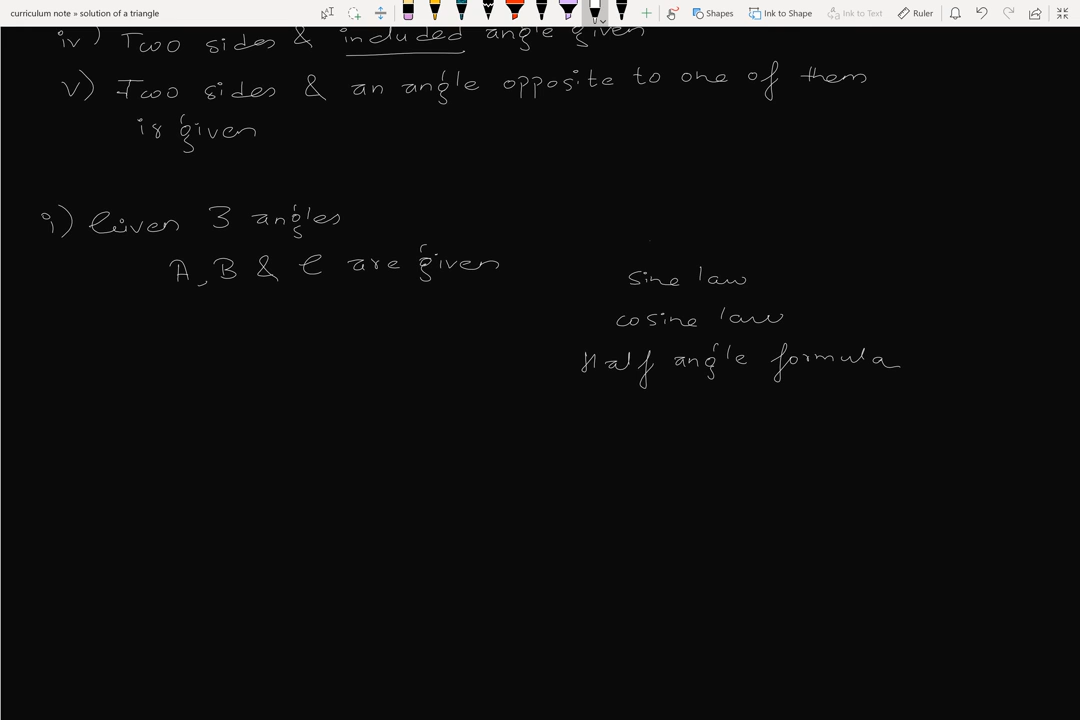 curriculum note » solution of a triangle
Shapes
Ink to Shape
Ink to Text
Ruler
iv) Two sides & included angle given
v) Two sides & an angle opposite to one of them
is given
i) Given 3 angles
A, B & C are given
sine law
cosine law
Half angle formula